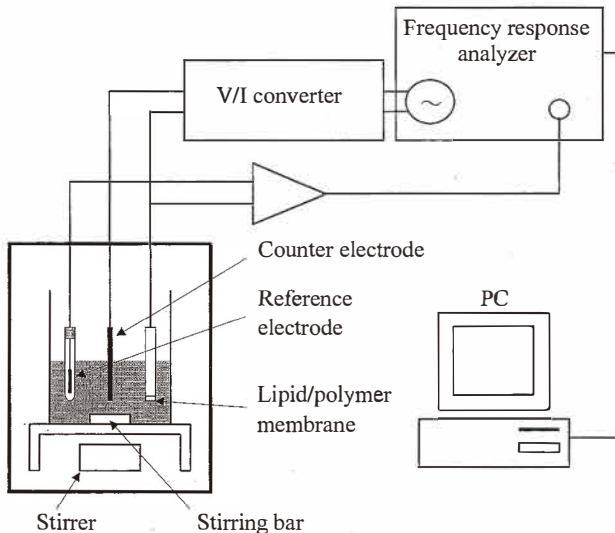 Frequency response
analyzer
V/I converter
~
Counter electrode
Reference
electrode
PC
Lipid/polymer
membrane
Stirrer
Stirring bar